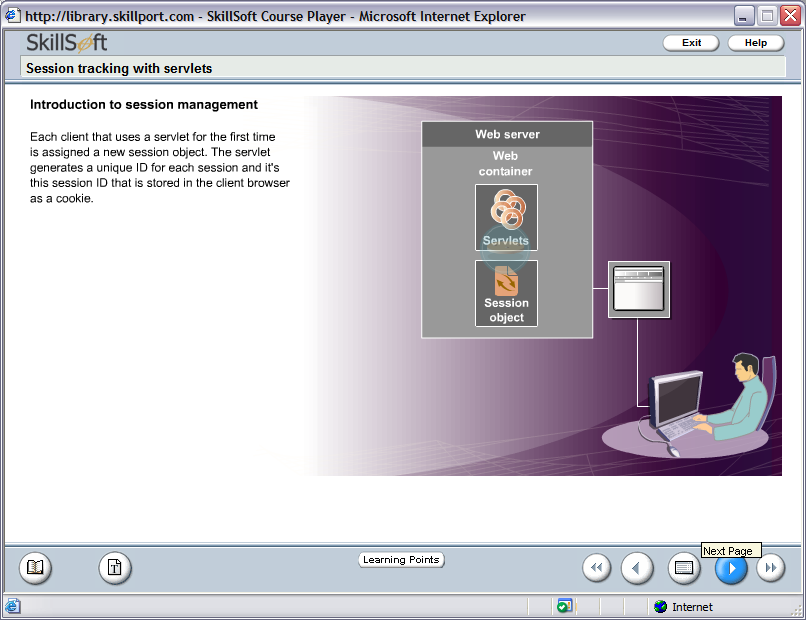 http://library.skillport.com - SkillSoft Course Player - Microsoft Internet Explorer
SkillSoft
Exit
Help
Session tracking with servlets
Introduction to session management
Each client that uses a servlet for the first time
is assigned a new session object. The servlet
generates a unique ID for each session and it's
this session ID that is stored in the client browser
as a cookie.
Web server
Web
container
Servlets
Session
object
Learning Points
Next Page
T
Internet